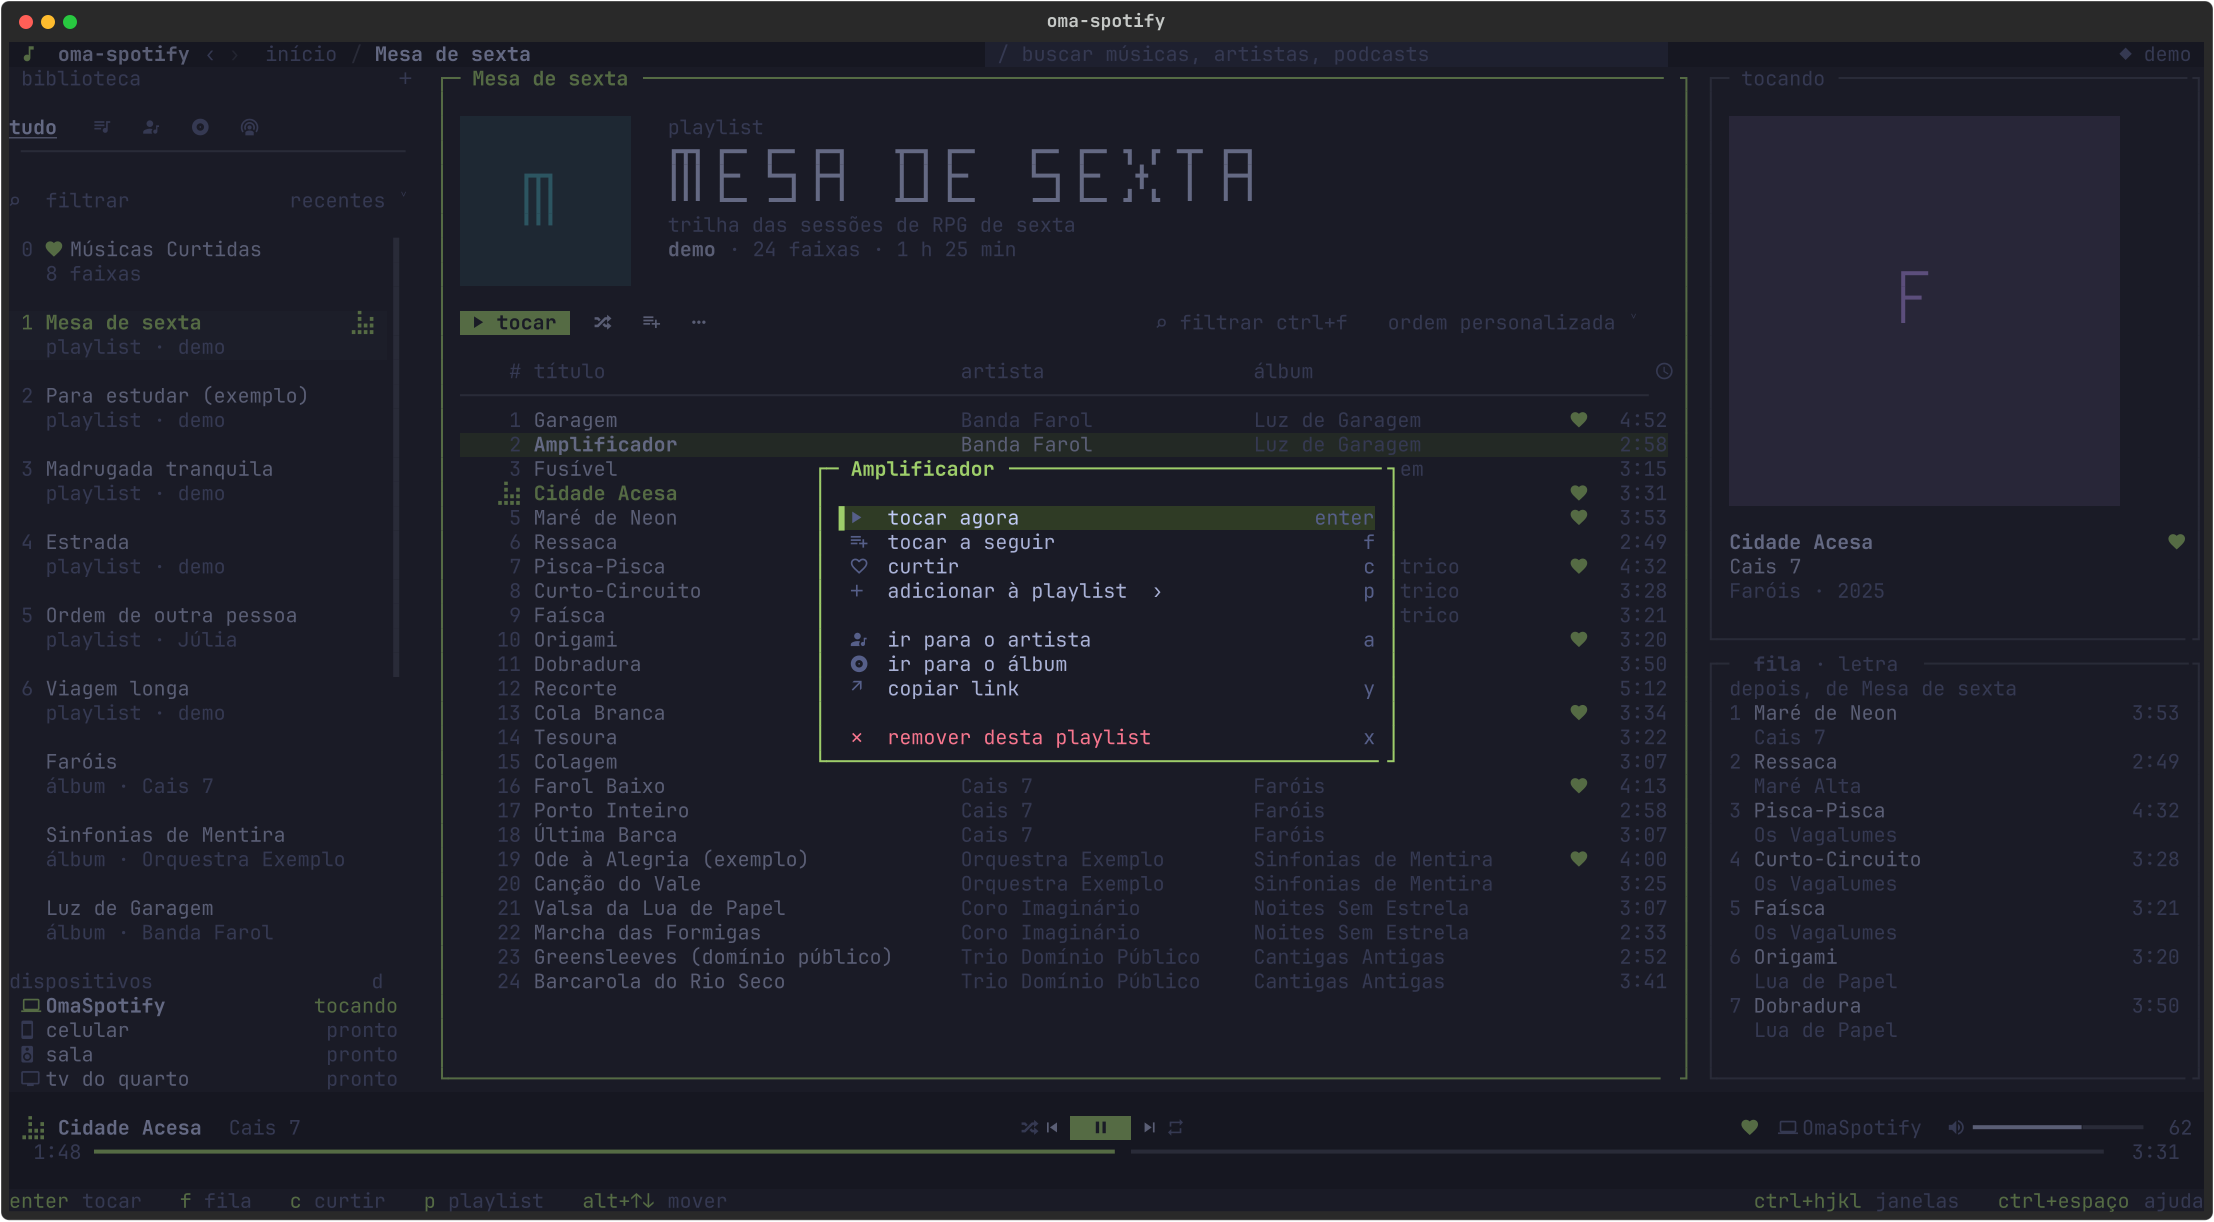 oma-spotify
oma-spotify ‹ › início / Mesa de sexta
/ buscar músicas, artistas, podcasts
◆ demo
biblioteca +
tudo
filtrar recentes ˅
0 ♥ Músicas Curtidas
8 faixas
1 Mesa de sexta
playlist · demo
2 Para estudar (exemplo)
playlist · demo
3 Madrugada tranquila
playlist · demo
4 Estrada
playlist · demo
5 Ordem de outra pessoa
playlist · Júlia
6 Viagem longa
playlist · demo
Faróis
álbum · Cais 7
Sinfonias de Mentira
álbum · Orquestra Exemplo
Luz de Garagem
álbum · Banda Farol
dispositivos d
OmaSpotify tocando
celular pronto
sala pronto
tv do quarto pronto
Mesa de sexta
M
playlist
MESA DE SEXTA
trilha das sessões de RPG de sexta
demo · 24 faixas · 1 h 25 min
tocar ···
filtrar ctrl+f ordem personalizada ˅
# título artista álbum
1 Garagem Banda Farol Luz de Garagem ♥ 4:52
2 Amplificador Banda Farol Luz de Garagem 2:58
3 Fusível em 3:15
Cidade Acesa ♥ 3:31
5 Maré de Neon ♥ 3:53
6 Ressaca 2:49
7 Pisca-Pisca trico ♥ 4:32
8 Curto-Circuito trico 3:28
9 Faísca trico 3:21
10 Origami ♥ 3:20
11 Dobradura 3:50
12 Recorte 5:12
13 Cola Branca ♥ 3:34
14 Tesoura 3:22
15 Colagem 3:07
16 Farol Baixo Cais 7 Faróis ♥ 4:13
17 Porto Inteiro Cais 7 Faróis 2:58
18 Última Barca Cais 7 Faróis 3:07
19 Ode à Alegria (exemplo) Orquestra Exemplo Sinfonias de Mentira ♥ 4:00
20 Canção do Vale Orquestra Exemplo Sinfonias de Mentira 3:25
21 Valsa da Lua de Papel Coro Imaginário Noites Sem Estrela 3:07
22 Marcha das Formigas Coro Imaginário Noites Sem Estrela 2:33
23 Greensleeves (domínio público) Trio Domínio Público Cantigas Antigas 2:52
24 Barcarola do Rio Seco Trio Domínio Público Cantigas Antigas 3:41
Amplificador
tocar agora enter
tocar a seguir f
curtir c
+ adicionar à playlist › p
ir para o artista a
ir para o álbum
copiar link y
× remover desta playlist x
tocando
F
Cidade Acesa ♥
Cais 7
Faróis · 2025
fila · letra
depois, de Mesa de sexta
1 Maré de Neon 3:53
Cais 7
2 Ressaca 2:49
Maré Alta
3 Pisca-Pisca 4:32
Os Vagalumes
4 Curto-Circuito 3:28
Os Vagalumes
5 Faísca 3:21
Os Vagalumes
6 Origami 3:20
Lua de Papel
7 Dobradura 3:50
Lua de Papel
Cidade Acesa Cais 7
♥ OmaSpotify 62
1:48 3:31
enter tocar f fila c curtir p playlist alt+↑↓ mover
ctrl+hjkl janelas ctrl+espaço ajuda